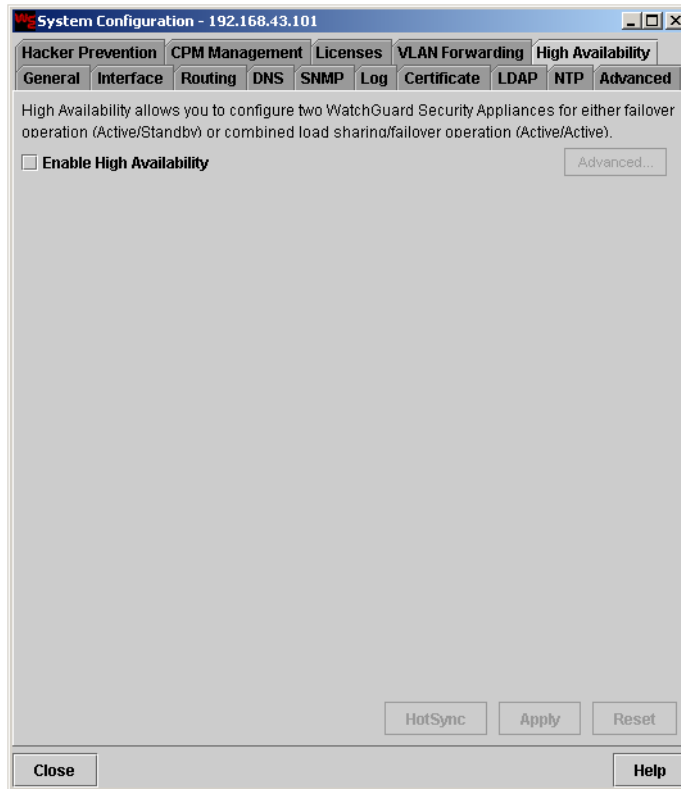 System Configuration - 192.168.43.101
Hacker Prevention CPM Management Licenses VLAN Forwarding High Availability
General Interface Routing DNS SNMP Log Certificate LDAP NTP Advanced
High Availability allows you to configure two WatchGuard Security Appliances for either failover
operation (Active/Standby) or combined load sharing/failover operation (Active/Active).
Enable High Availability Advanced...
HotSync Apply Reset
Close Help